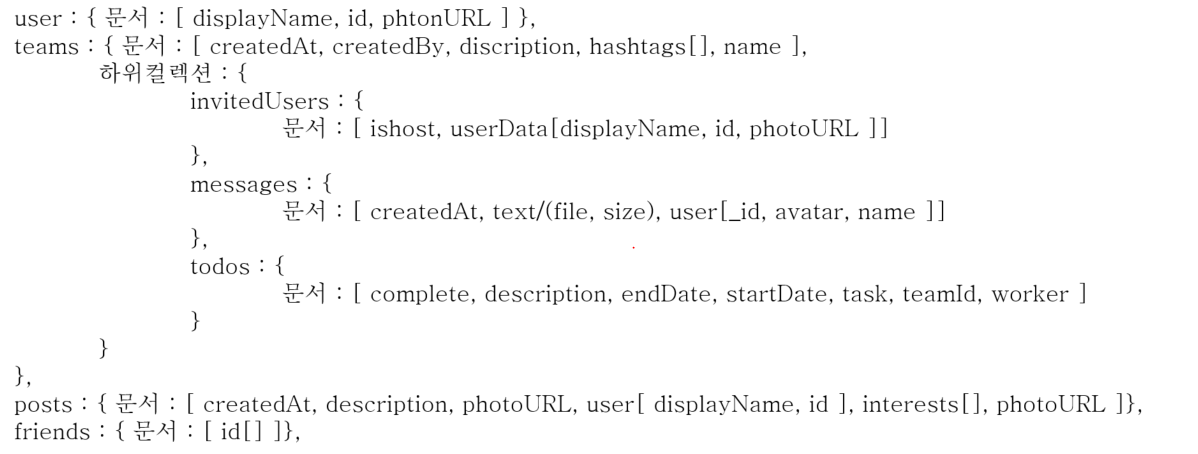 user : { 문서 : [ displayName, id, phtonURL ] },
teams : { 문서 : [ createdAt, createdBy, discription, hashtags[], name ],
하위컬렉션 : {
invitedUsers : {
문서 : [ ishost, userData[displayName, id, photoURL ]]
},
messages : {
문서 : [ createdAt, text/(file, size), user[_id, avatar, name ]]
},
todos : {
문서 : [ complete, description, endDate, startDate, task, teamId, worker ]
}
}
},
posts : { 문서 : [ createdAt, description, photoURL, user[ displayName, id ], interests[], photoURL ]},
friends : { 문서 : [ id[] ]},